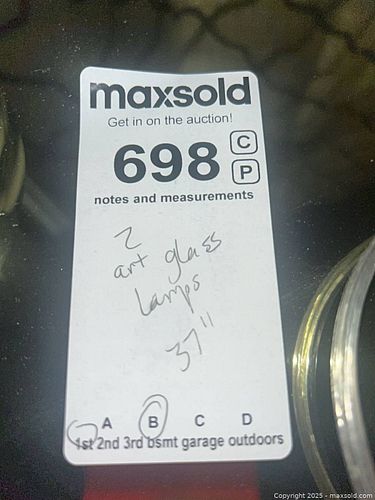 maxsold
Get in on the auction!
698 C
P
notes and measurements
2
art glass
lamps
37"
A B C D
1st 2nd 3rd bsmt garage outdoors
Copyright 2025 - maxsold.com